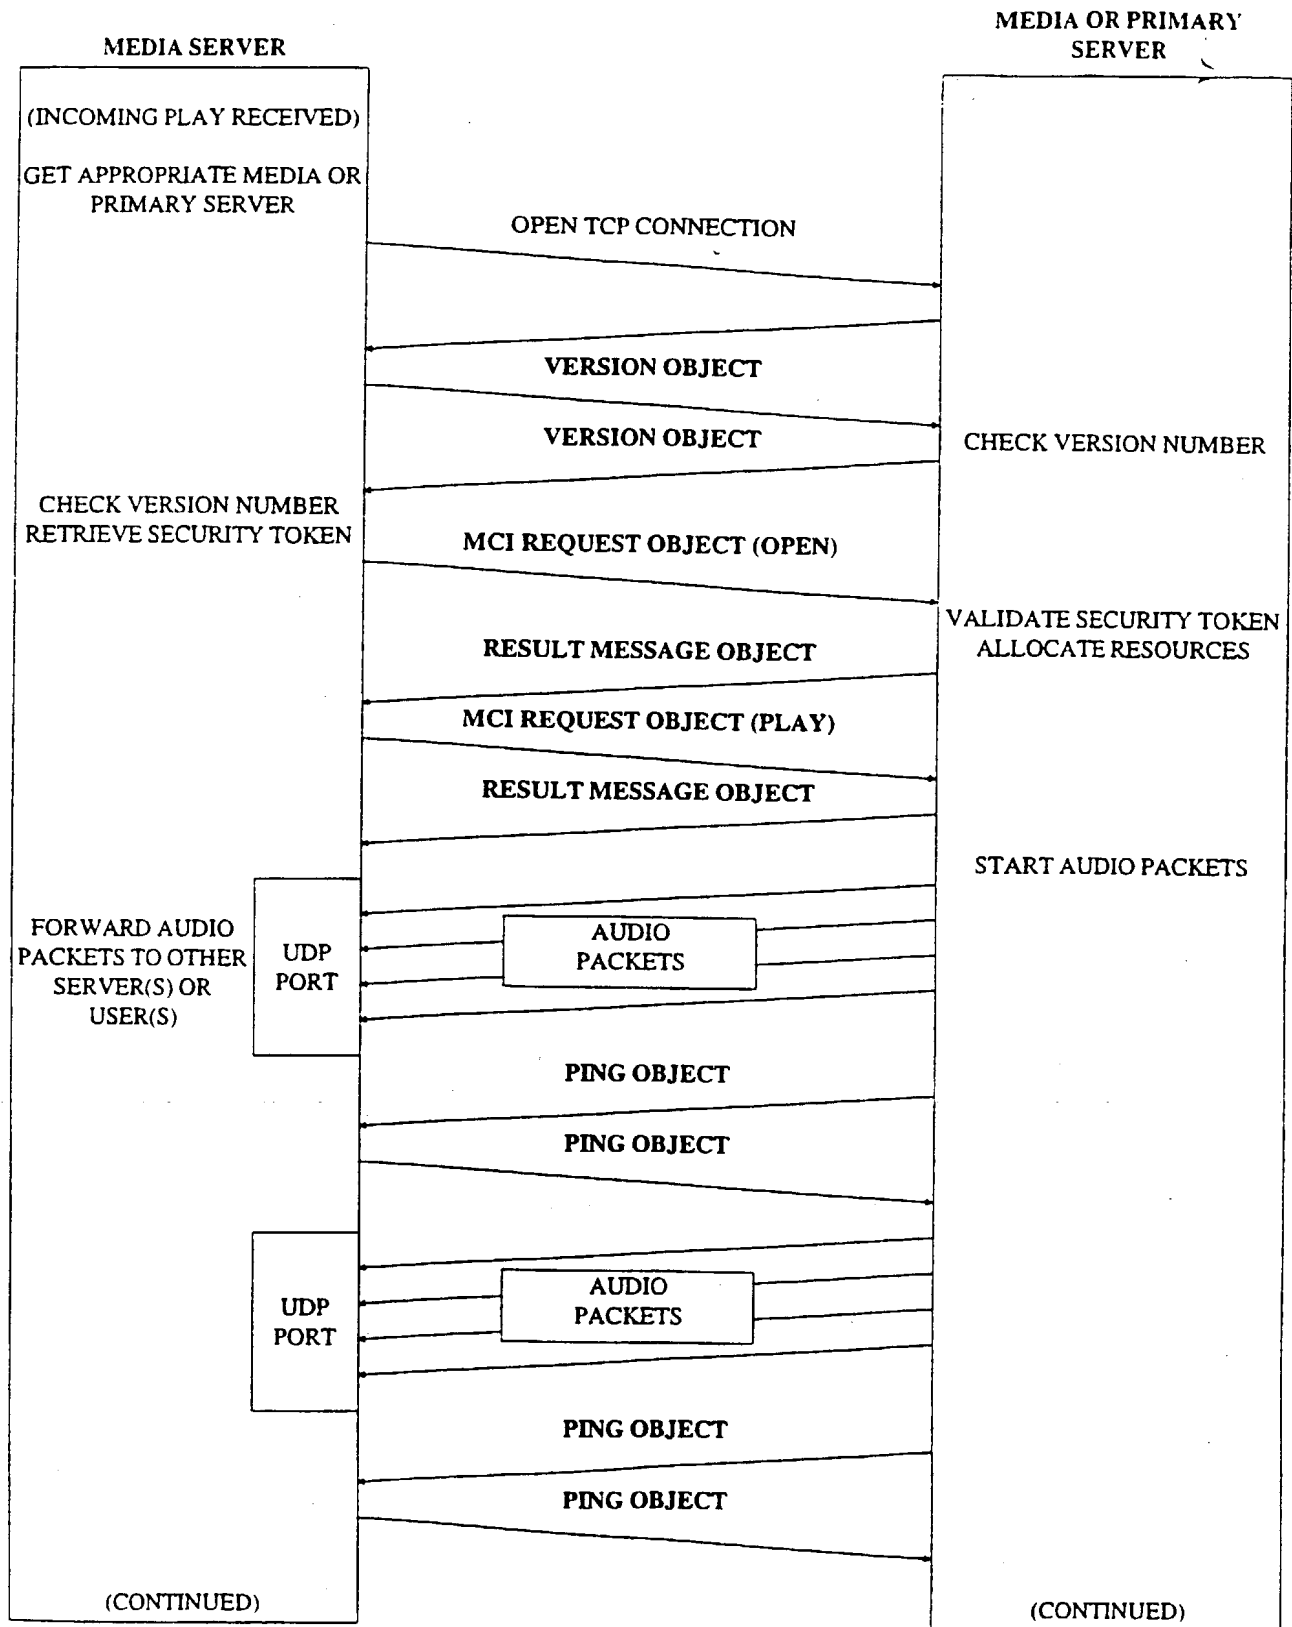 MEDIA SERVER
MEDIA OR PRIMARY
SERVER
(INCOMING PLAY RECEIVED)
GET APPROPRIATE MEDIA OR
PRIMARY SERVER
OPEN TCP CONNECTION
VERSION OBJECT
VERSION OBJECT
CHECK VERSION NUMBER
CHECK VERSION NUMBER
RETRIEVE SECURITY TOKEN
MCI REQUEST OBJECT (OPEN)
VALIDATE SECURITY TOKEN
ALLOCATE RESOURCES
RESULT MESSAGE OBJECT
MCI REQUEST OBJECT (PLAY)
RESULT MESSAGE OBJECT
START AUDIO PACKETS
FORWARD AUDIO
PACKETS TO OTHER
SERVER(S) OR
USER(S)
UDP
PORT
AUDIO
PACKETS
PING OBJECT
PING OBJECT
UDP
PORT
AUDIO
PACKETS
PING OBJECT
PING OBJECT
(CONTINUED)
(CONTINUED)